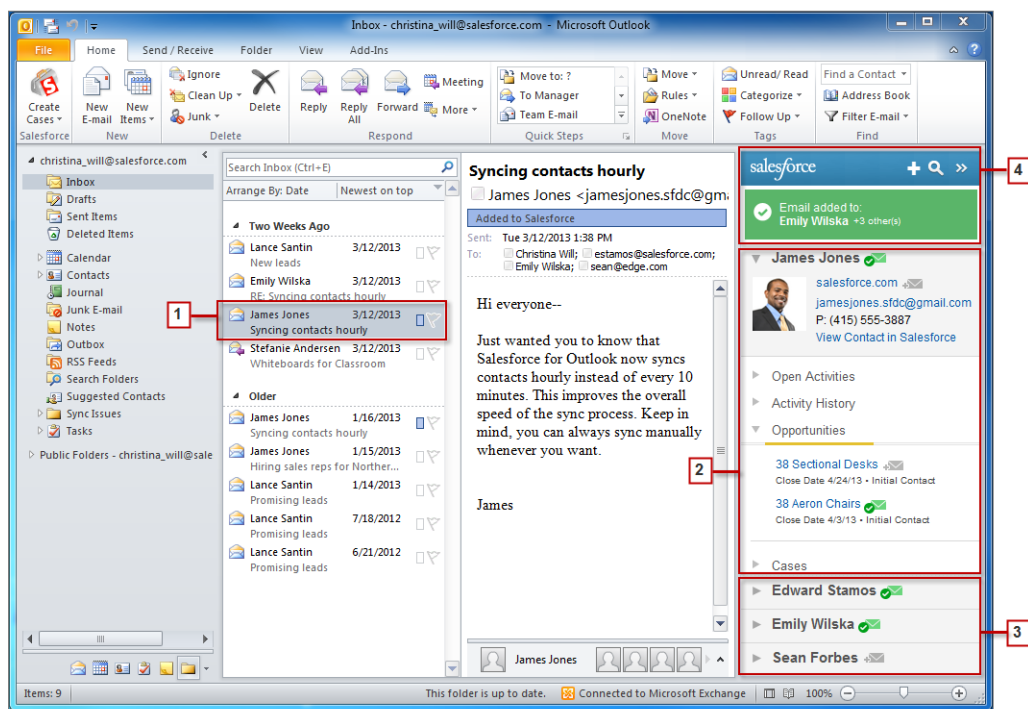 Inbox - christina_will@salesforce.com - Microsoft Outlook
File Home Send / Receive Folder View Add-Ins
Create Cases
Salesforce
New E-mail
New Items
New
Ignore
Clean Up
Junk
Delete
Delete
Reply
Reply All
Forward
Meeting
More
Respond
Move to: ?
To Manager
Team E-mail
Quick Steps
Move
Rules
OneNote
Move
Unread/ Read
Categorize
Follow Up
Tags
Find a Contact
Address Book
Filter E-mail
Find
christina_will@salesforce.com
Inbox
Drafts
Sent Items
Deleted Items
Calendar
Contacts
Journal
Junk E-mail
Notes
Outbox
RSS Feeds
Search Folders
Suggested Contacts
Sync Issues
Tasks
Public Folders - christina_will@sale
Search Inbox (Ctrl+E)
Arrange By: Date Newest on top
Two Weeks Ago
Lance Santin 3/12/2013
New leads
Emily Wilska 3/12/2013
RE: Syncing contacts hourly
1
James Jones 3/12/2013
Syncing contacts hourly
Stefanie Andersen 3/12/2013
Whiteboards for Classroom
Older
James Jones 1/16/2013
Syncing contacts hourly
James Jones 1/15/2013
Hiring sales reps for Norther...
Lance Santin 1/14/2013
Promising leads
Lance Santin 7/18/2012
Promising leads
Lance Santin 6/21/2012
Promising leads
Syncing contacts hourly
James Jones <jamesjones.sfdc@gm
Added to Salesforce
Sent: Tue 3/12/2013 1:38 PM
To: Christina Will; estamos@salesforce.com;
Emily Wilska; sean@edge.com
Hi everyone--
Just wanted you to know that
Salesforce for Outlook now syncs
contacts hourly instead of every 10
minutes. This improves the overall
speed of the sync process. Keep in
mind, you can always sync manually
whenever you want.
James
James Jones
salesforce
4
Email added to:
Emily Wilska +3 other(s)
James Jones
salesforce.com
jamesjones.sfdc@gmail.com
P: (415) 555-3887
View Contact in Salesforce
Open Activities
Activity History
Opportunities
2
38 Sectional Desks
Close Date 4/24/13 • Initial Contact
38 Aeron Chairs
Close Date 4/3/13 • Initial Contact
Cases
Edward Stamos
Emily Wilska
3
Sean Forbes
Items: 9 This folder is up to date. Connected to Microsoft Exchange 100%